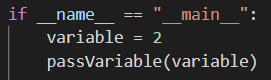 if __name__ == "__main__":
    variable = 2
    passVariable(variable)